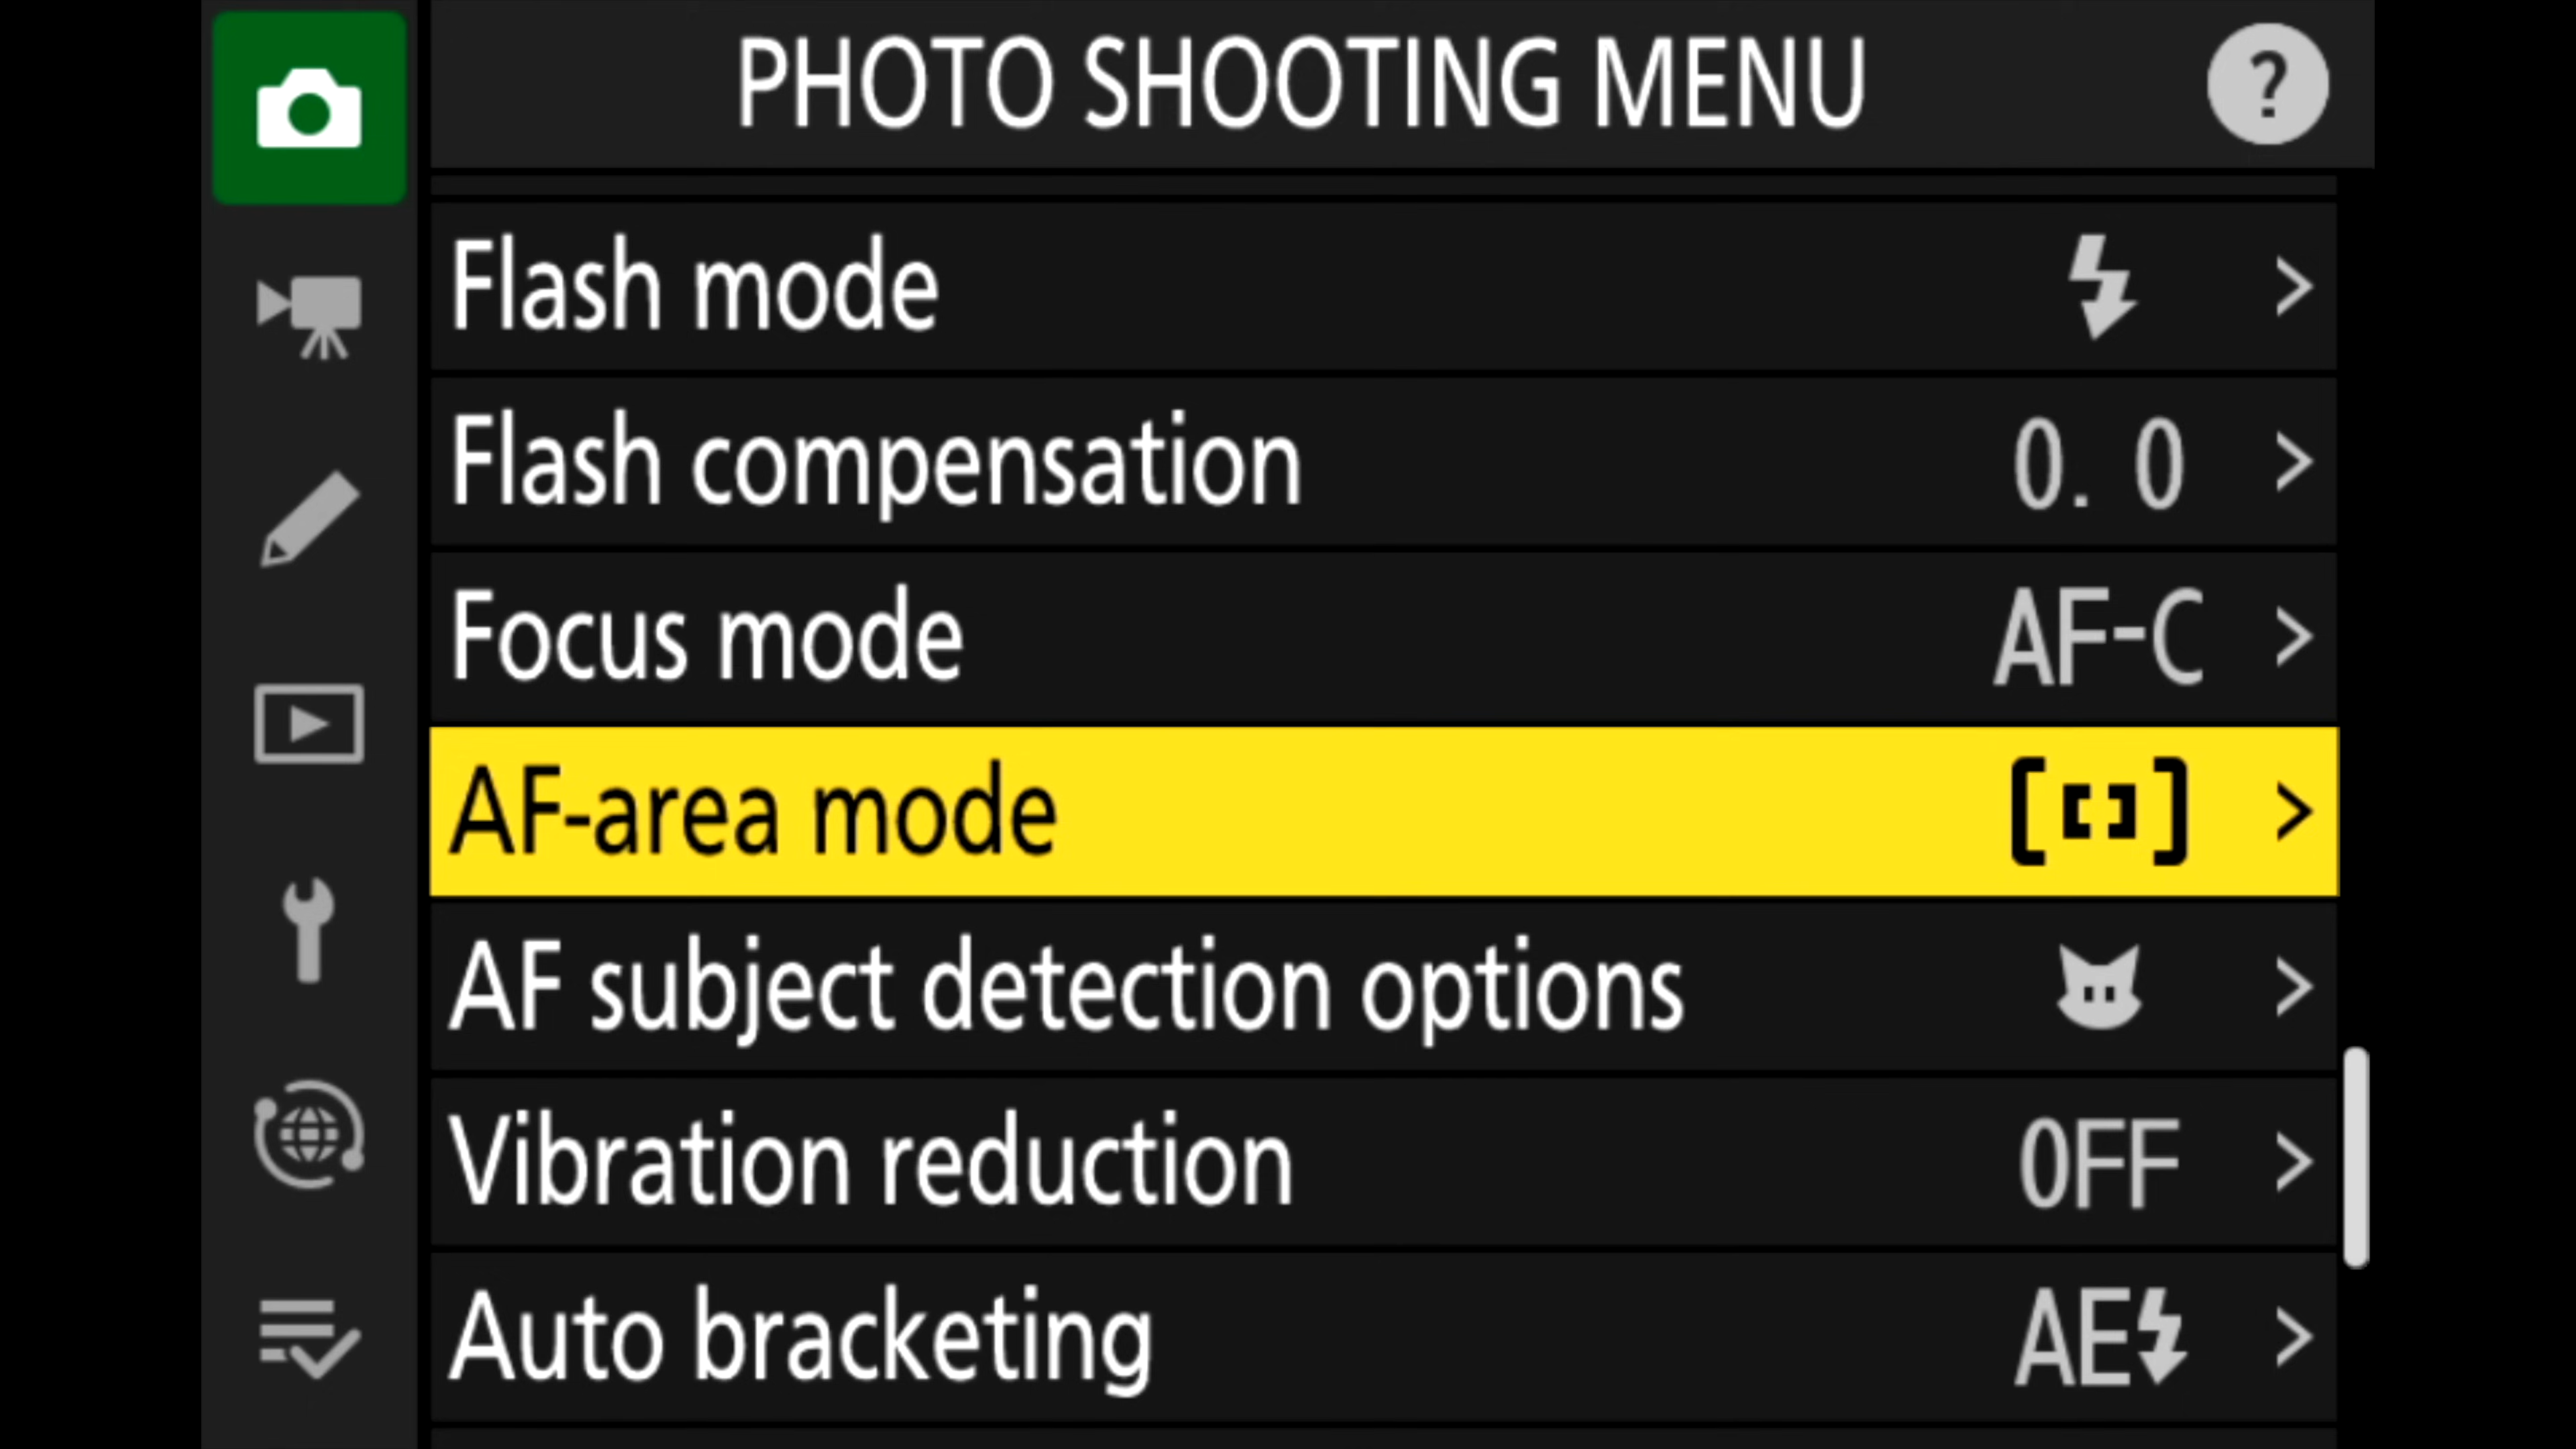 PHOTO SHOOTING MENU ?
Flash mode
Flash compensation 0. 0
Focus mode AF-C
AF-area mode
AF subject detection options
Vibration reduction OFF
Auto bracketing AE